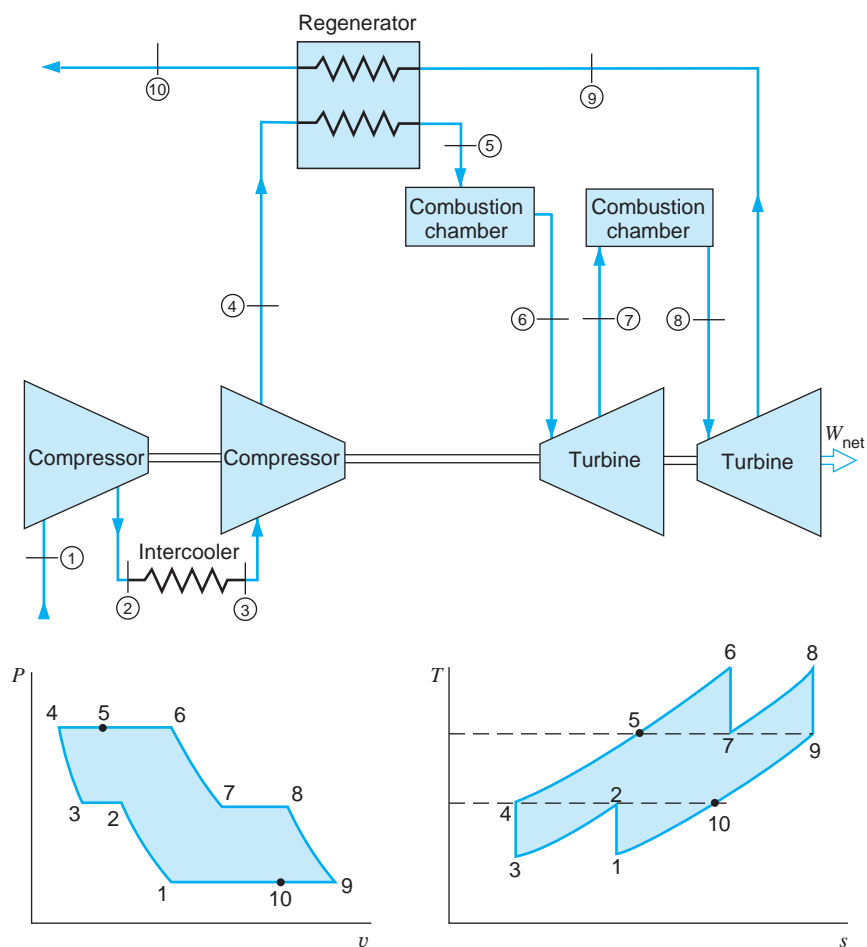 Regenerator
10
9
5
Combustion
chamber
Combustion
chamber
4
6
7
8
Compressor
Compressor
Turbine
Turbine
Wnet
1
Intercooler
2
3
P
4
5
6
3
2
7
8
1
10
9
v
T
6
8
5
7
9
2
4
10
3
1
s